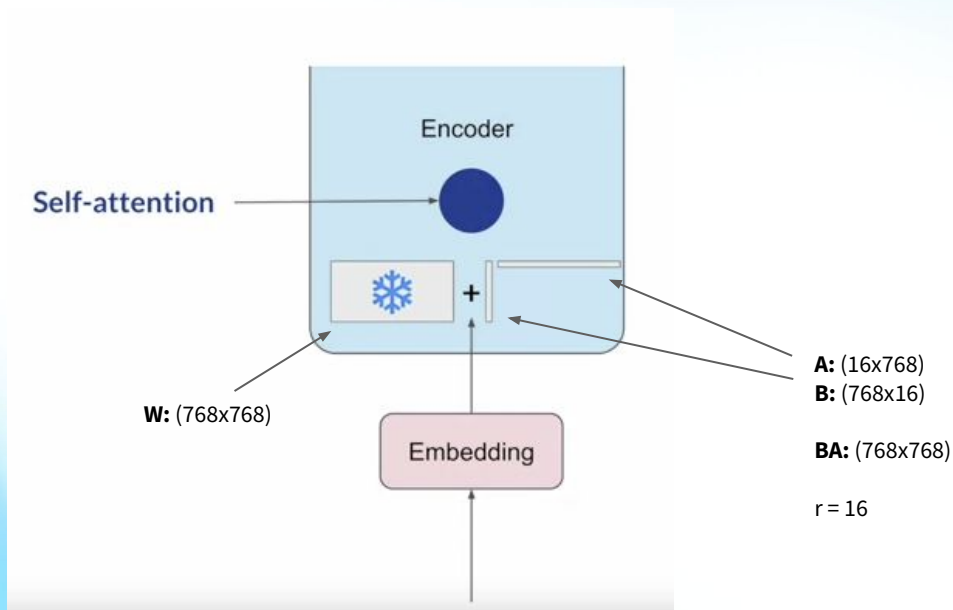 Encoder
Self-attention
+
A: (16x768)
B: (768x16)
W: (768x768)
BA: (768x768)
Embedding
r = 16